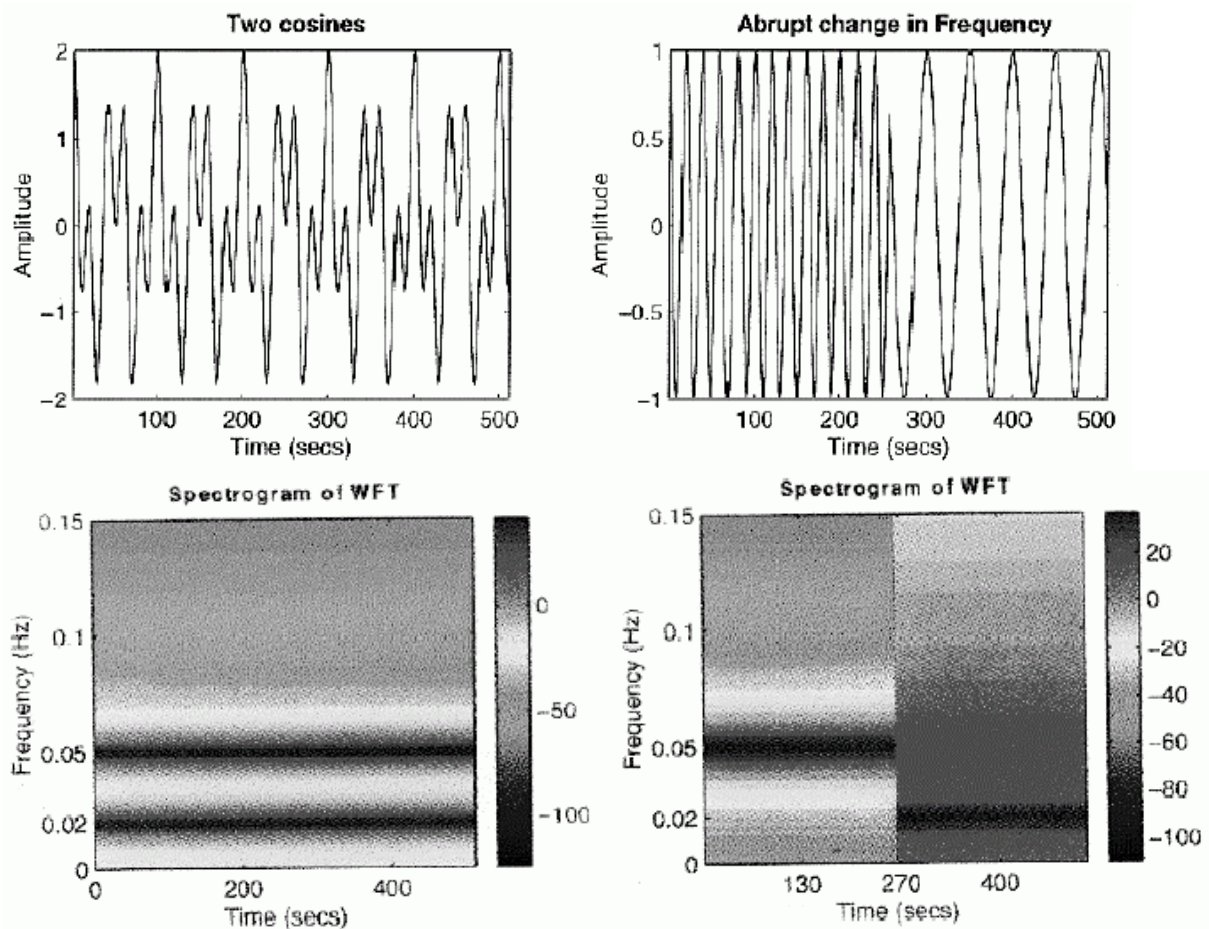 Two cosines
2
1
0
−1
−2
Amplitude
100 200 300 400 500
Time (secs)
Abrupt change in Frequency
1
0.5
0
−0.5
−1
Amplitude
100 200 300 400 500
Time (secs)
Spectrogram of WFT
0.15
0.1
0.05
0.02
0
Frequency (Hz)
0 200 400
Time (secs)
0
−50
−100
Spectrogram of WFT
0.15
0.1
0.05
0.02
0
Frequency (Hz)
130 270 400
Time (secs)
20
0
−20
−40
−60
−80
−100